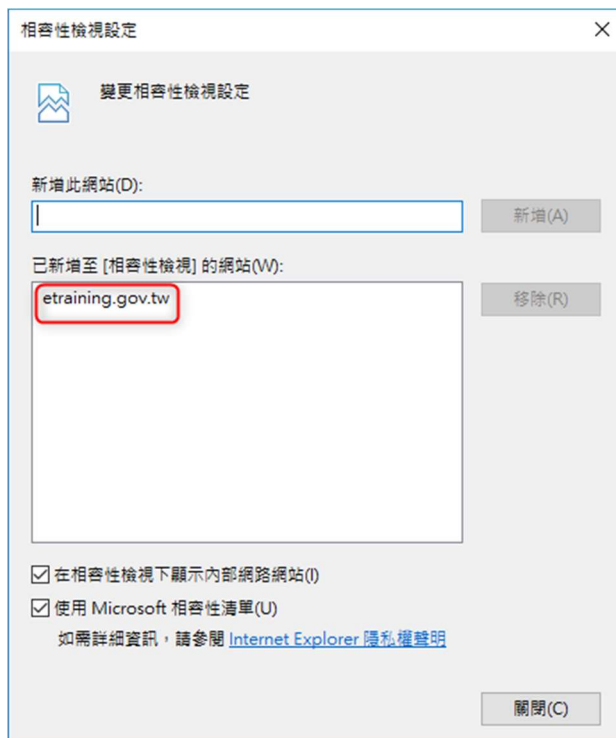 相容性檢視設定
變更相容性檢視設定
新增此網站(D):
新增(A)
已新增至 [相容性檢視] 的網站(W):
etraining.gov.tw
移除(R)
在相容性檢視下顯示內部網路網站(I)
使用 Microsoft 相容性清單(U)
如需詳細資訊，請參閱 Internet Explorer 隱私權聲明
關閉(C)